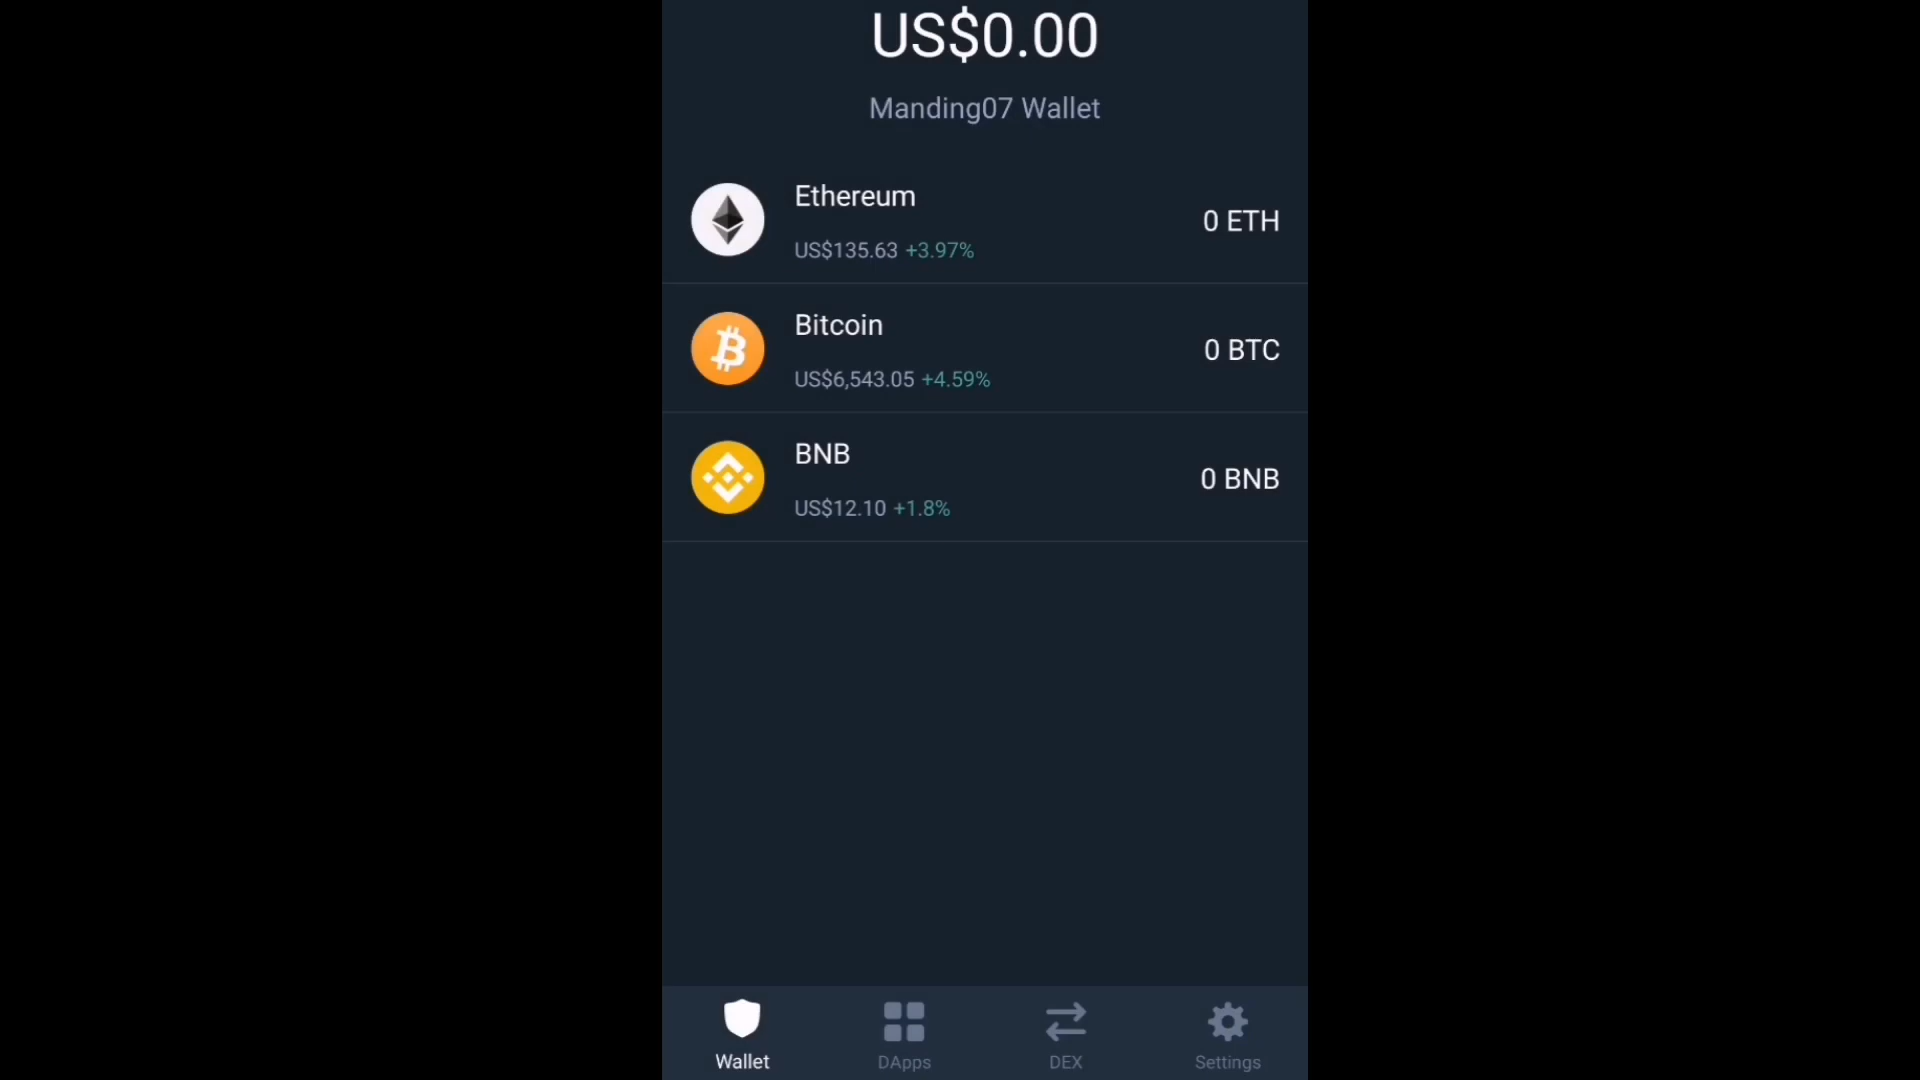 US$0.00
Manding07 Wallet
Ethereum
0 ETH
US$135.63 +3.97%
Bitcoin
0 BTC
US$6,543.05 +4.59%
BNB
0 BNB
US$12.10 +1.8%
Wallet DApps DEX Settings